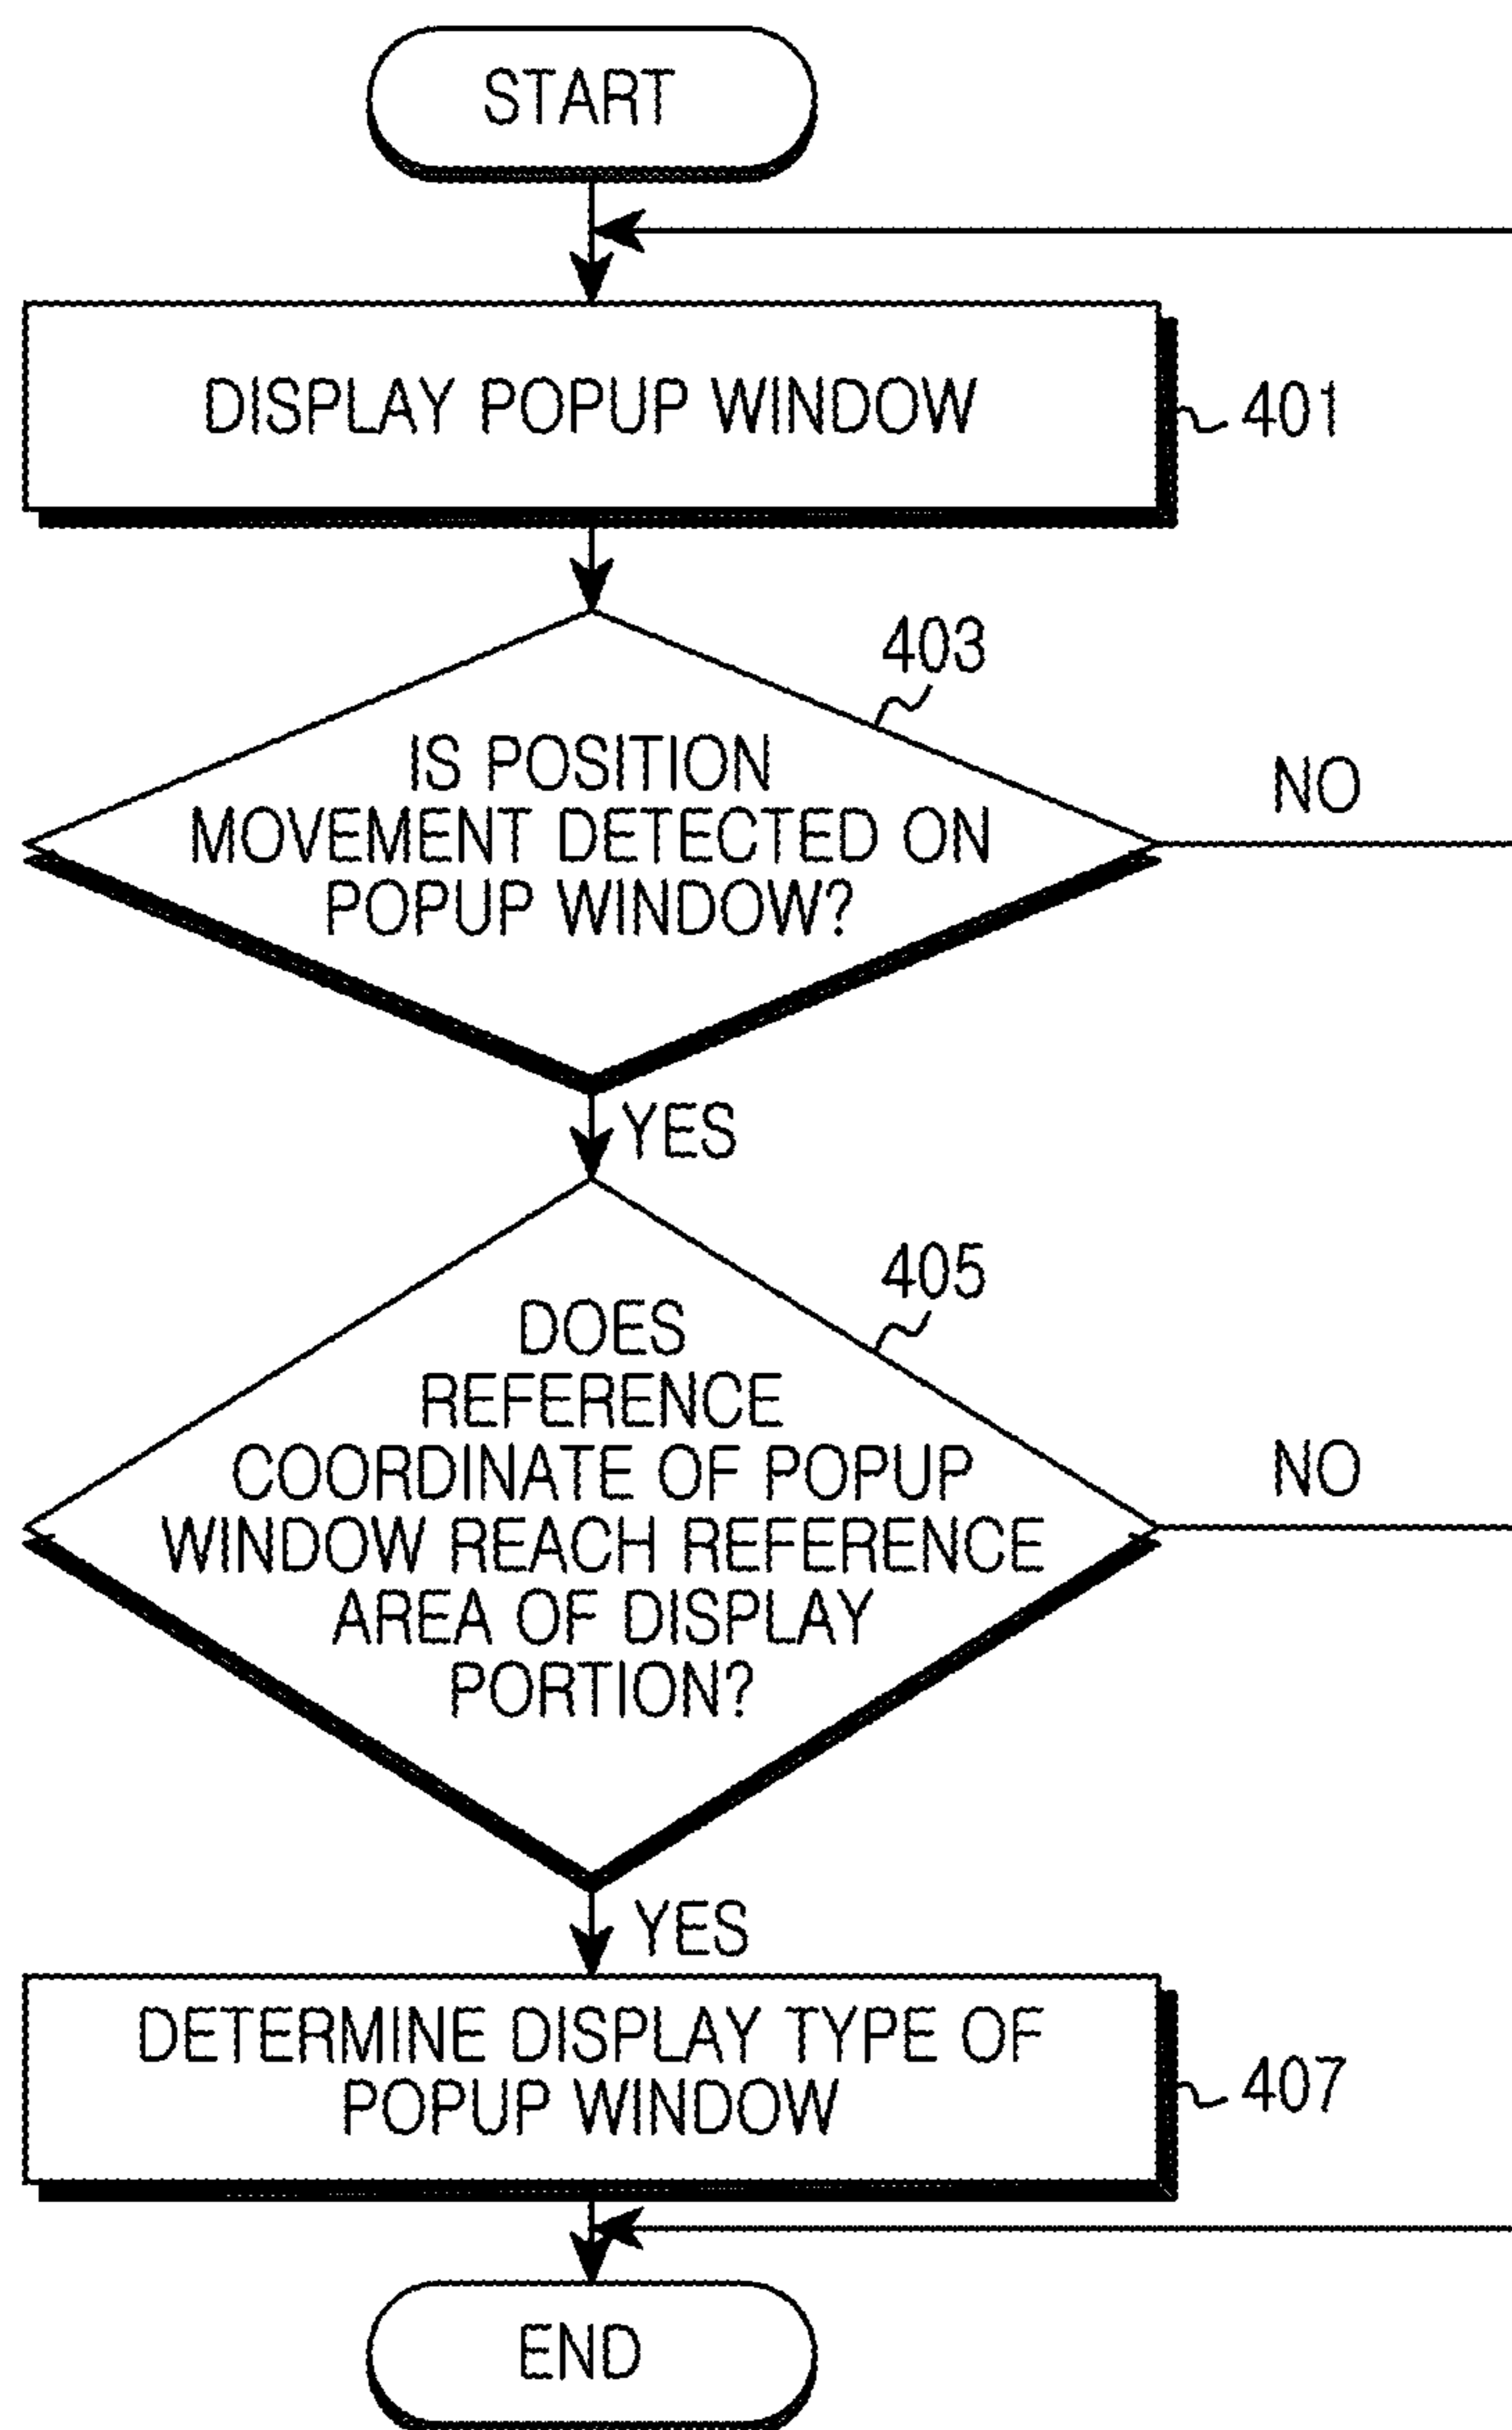 START
DISPLAY POPUP WINDOW
401
403
IS POSITION
MOVEMENT DETECTED ON
POPUP WINDOW?
NO
YES
405
DOES
REFERENCE
COORDINATE OF POPUP
WINDOW REACH REFERENCE
AREA OF DISPLAY
PORTION?
NO
YES
DETERMINE DISPLAY TYPE OF
POPUP WINDOW
407
END